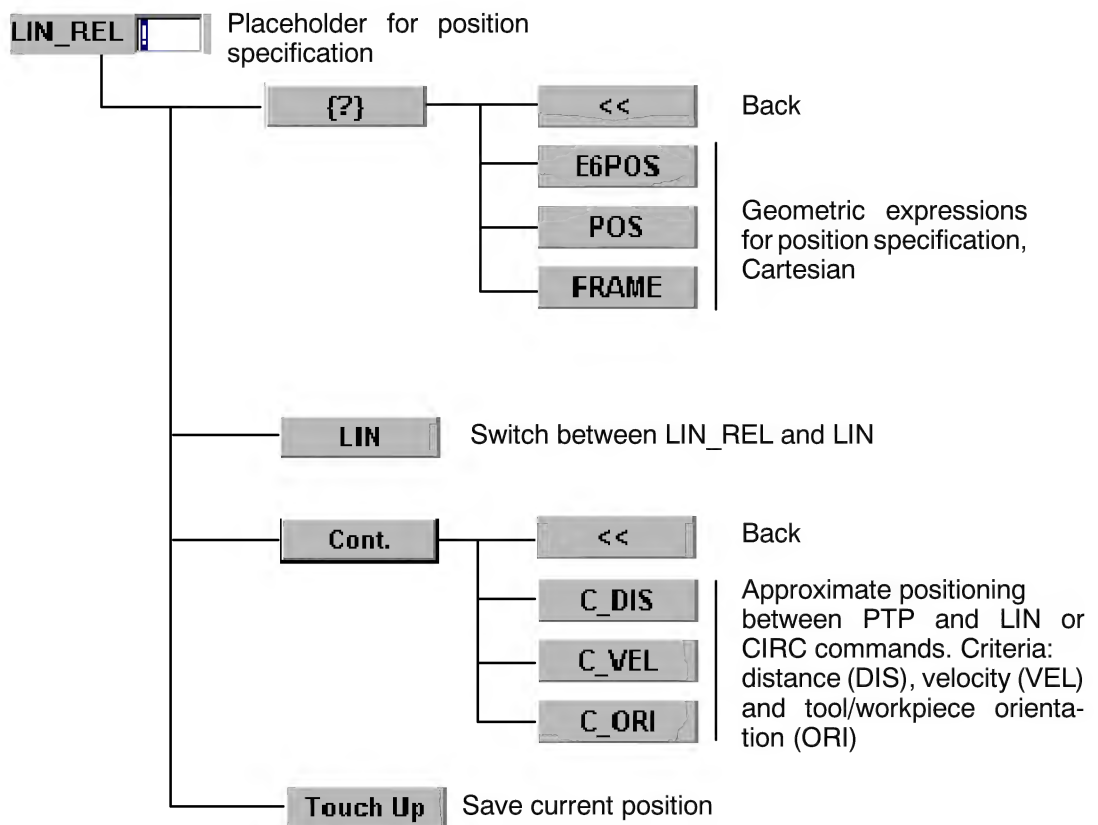 LIN_REL ! Placeholder for position
specification
{?}
<< Back
E6POS
POS
FRAME
Geometric expressions
for position specification,
Cartesian
LIN Switch between LIN_REL and LIN
Cont.
<< Back
C_DIS
C_VEL
C_ORI
Approximate positioning
between PTP and LIN or
CIRC commands. Criteria:
distance (DIS), velocity (VEL)
and tool/workpiece orienta-
tion (ORI)
Touch Up Save current position